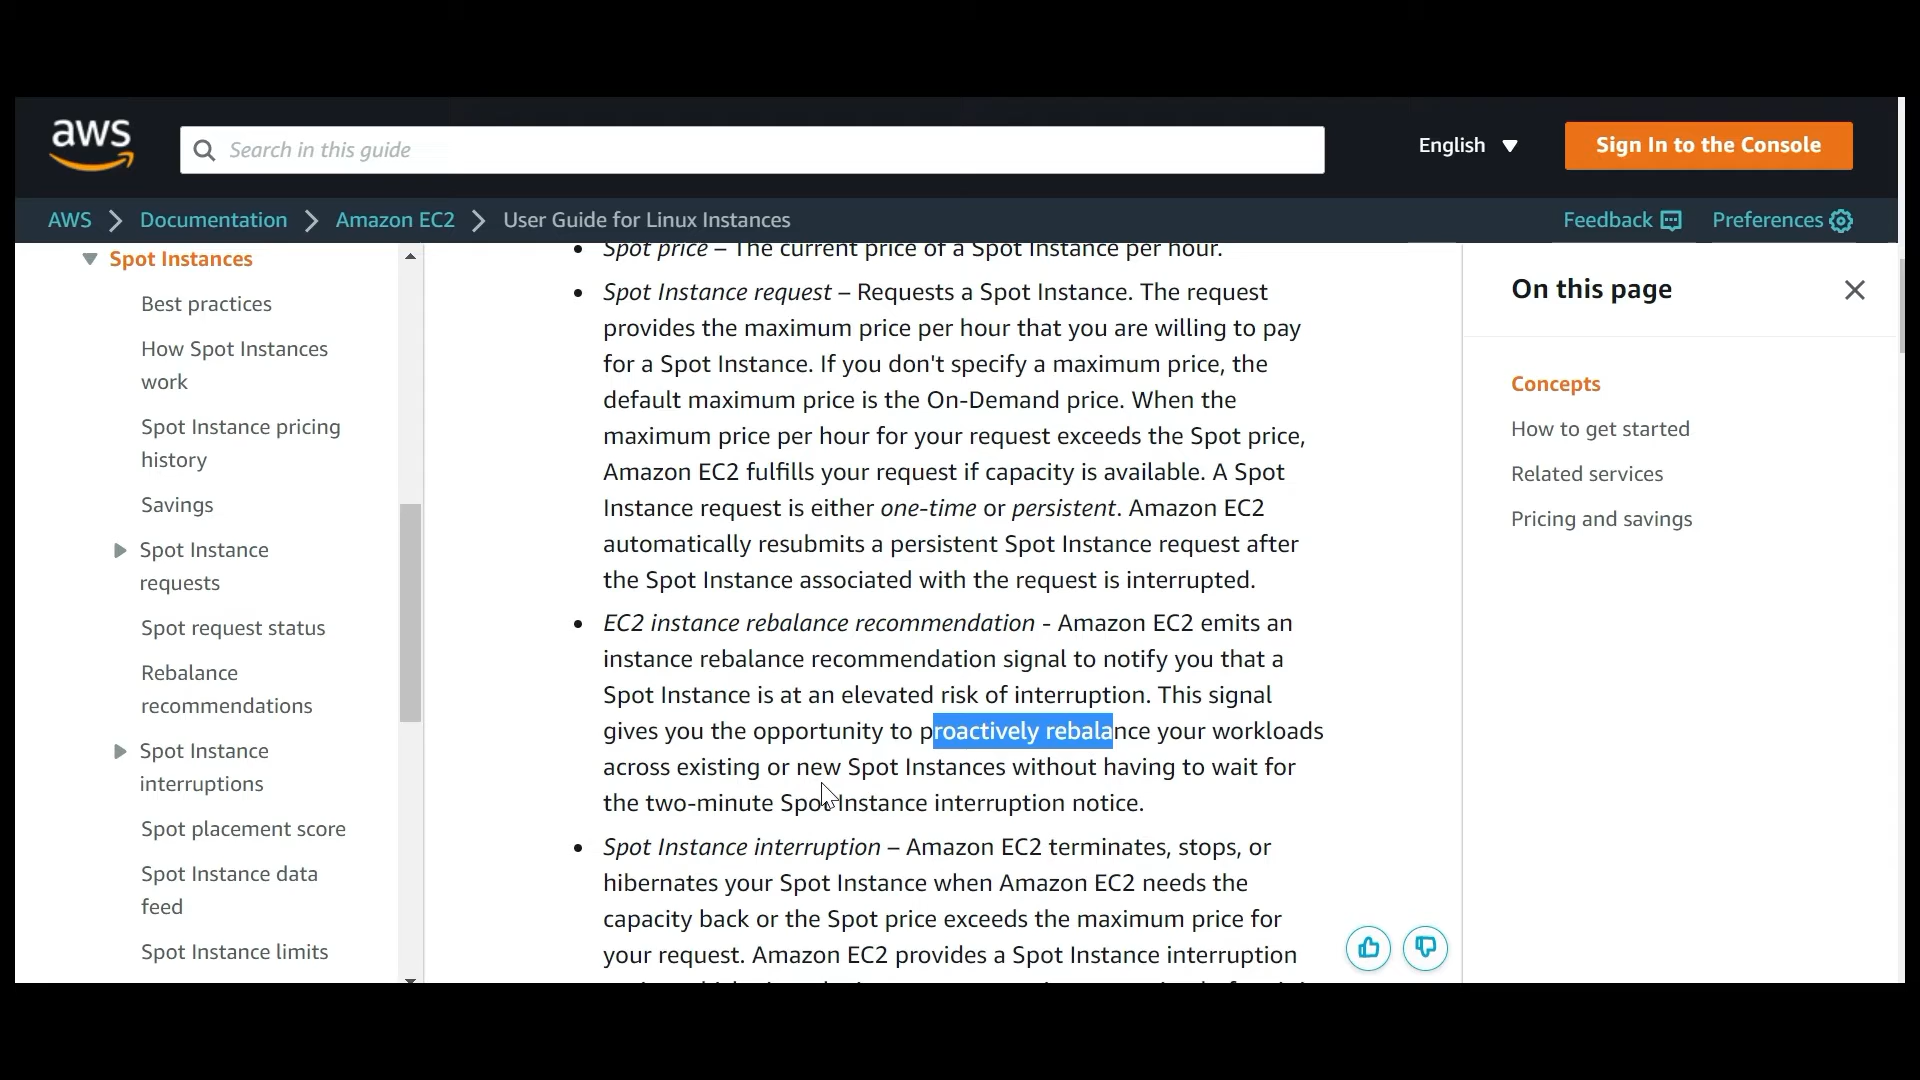 aws
Search in this guide
English
Sign In to the Console
AWS
Documentation
Amazon EC2
User Guide for Linux Instances
Feedback
Preferences
Spot Instances
Best practices
How Spot Instances
work
Spot Instance pricing
history
Savings
Spot Instance
requests
Spot request status
Rebalance
recommendations
Spot Instance
interruptions
Spot placement score
Spot Instance data
feed
Spot Instance limits
• Spot price – The current price of a Spot Instance per hour.
• Spot Instance request – Requests a Spot Instance. The request
provides the maximum price per hour that you are willing to pay
for a Spot Instance. If you don't specify a maximum price, the
default maximum price is the On-Demand price. When the
maximum price per hour for your request exceeds the Spot price,
Amazon EC2 fulfills your request if capacity is available. A Spot
Instance request is either one-time or persistent. Amazon EC2
automatically resubmits a persistent Spot Instance request after
the Spot Instance associated with the request is interrupted.
• EC2 instance rebalance recommendation - Amazon EC2 emits an
instance rebalance recommendation signal to notify you that a
Spot Instance is at an elevated risk of interruption. This signal
gives you the opportunity to proactively rebalance your workloads
across existing or new Spot Instances without having to wait for
the two-minute Spot Instance interruption notice.
• Spot Instance interruption – Amazon EC2 terminates, stops, or
hibernates your Spot Instance when Amazon EC2 needs the
capacity back or the Spot price exceeds the maximum price for
your request. Amazon EC2 provides a Spot Instance interruption
On this page
Concepts
How to get started
Related services
Pricing and savings